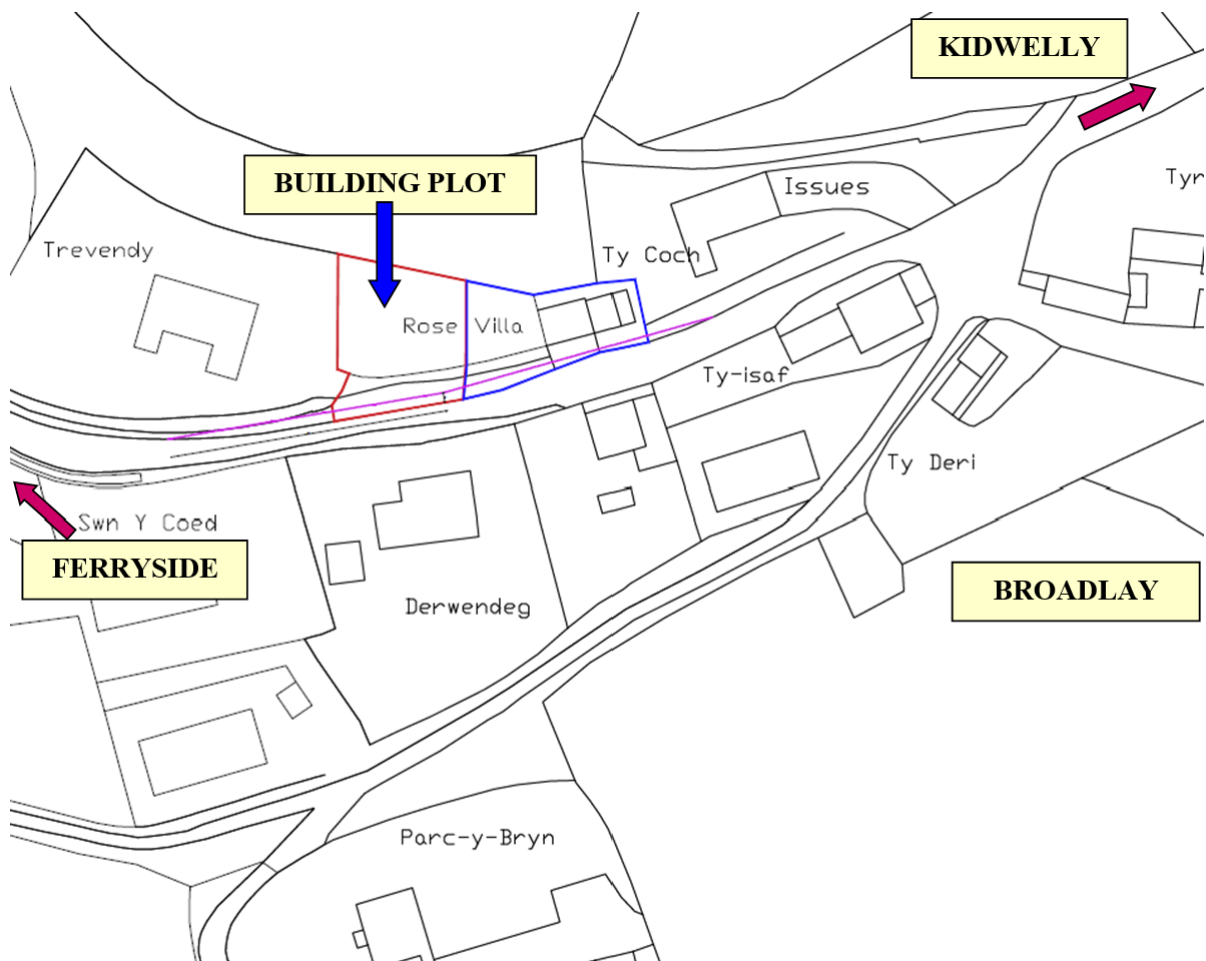 KIDWELLY
BUILDING PLOT
Issues
Tyr
Trevendy
Ty Coch
Rose Villa
Ty-isaf
Ty Deri
Swn Y Coed
FERRYSIDE
BROADLAY
Derwendeg
Parc-y-Bryn